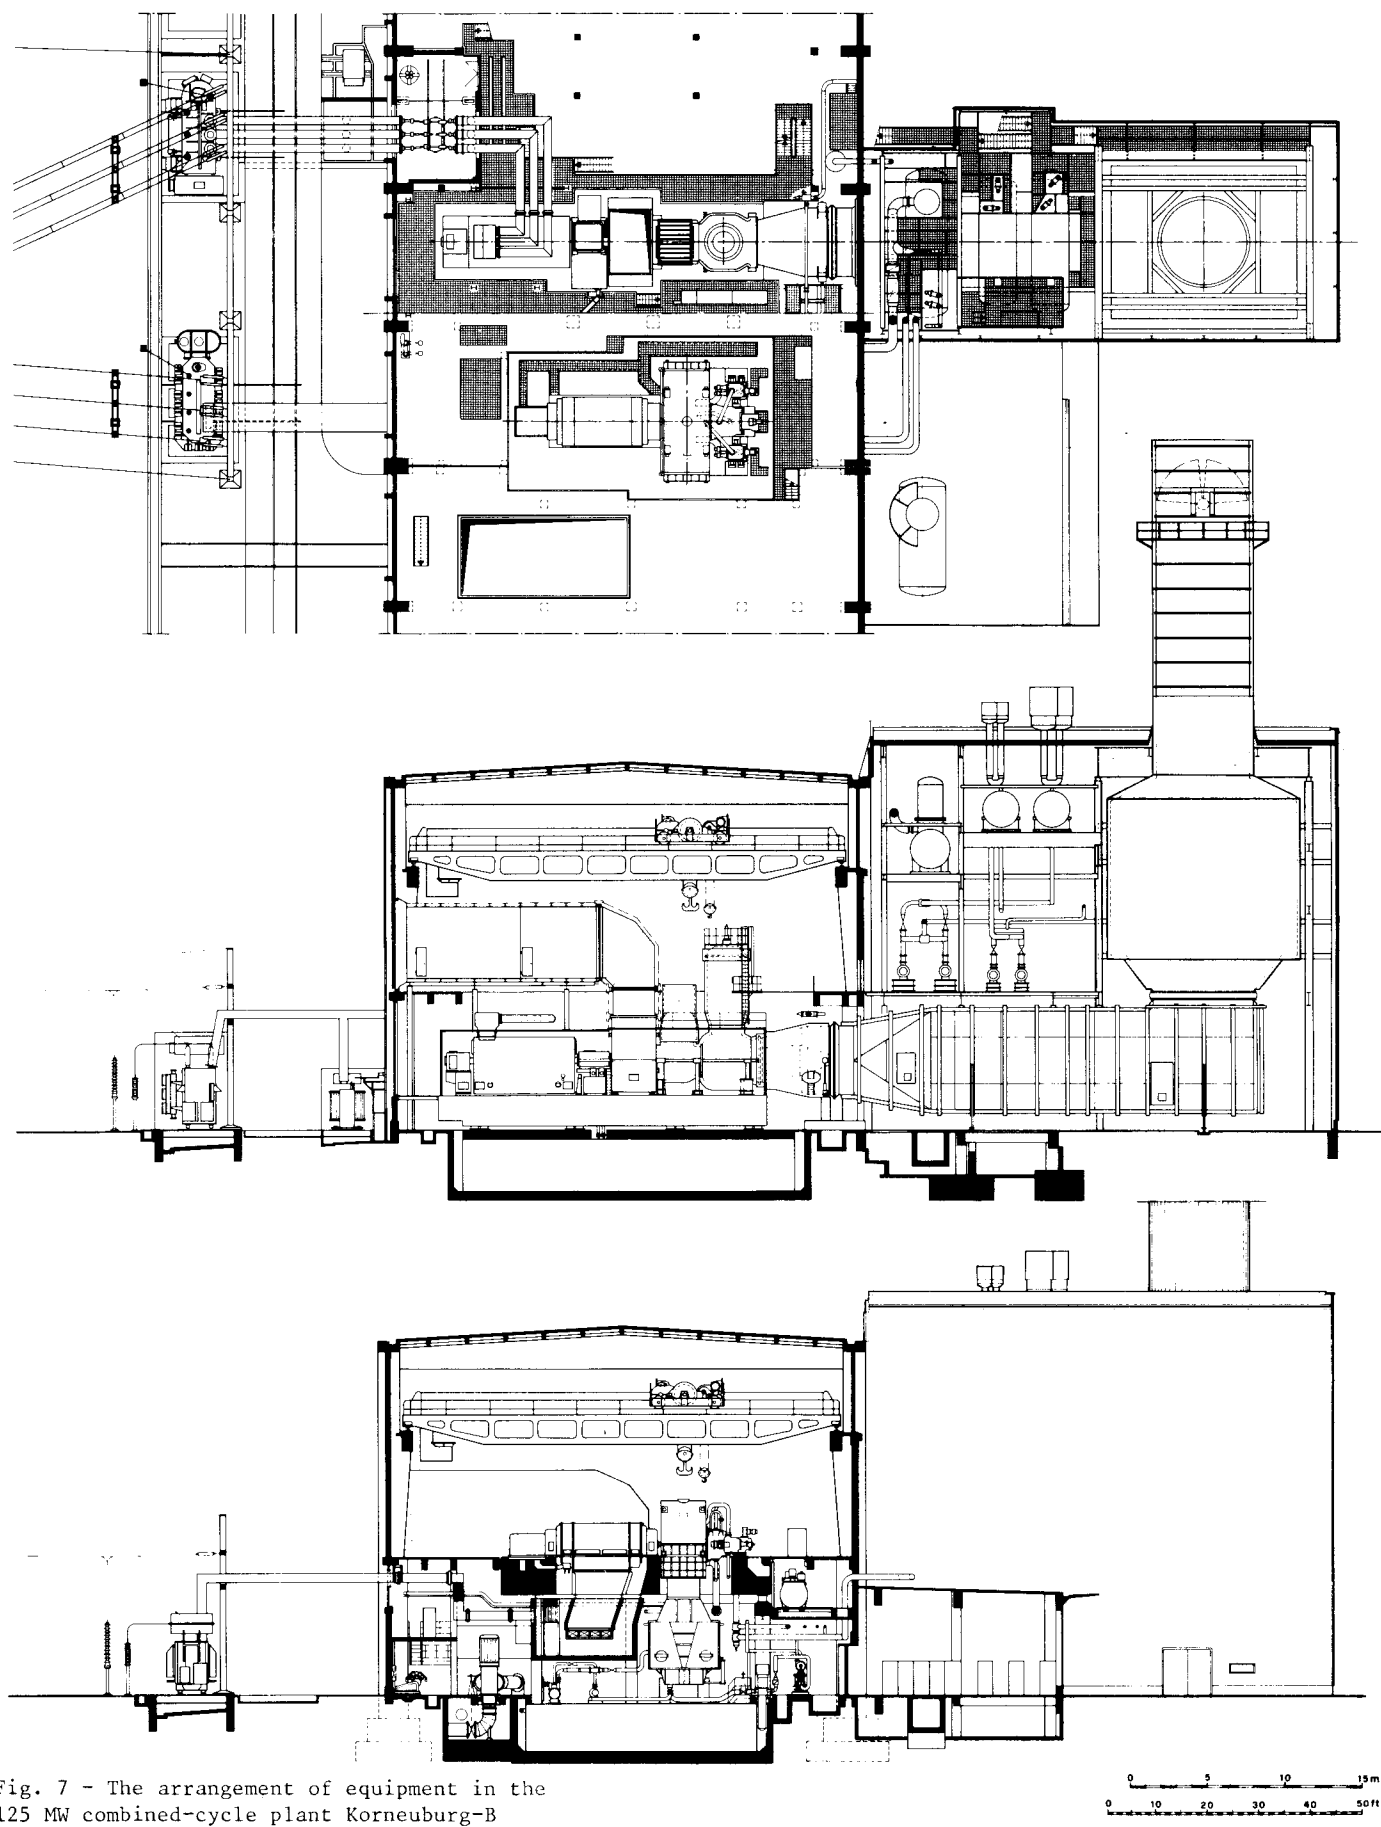 Fig. 7 - The arrangement of equipment in the
125 MW combined-cycle plant Korneuburg-B
0 5 10 15m
0 10 20 30 40 50ft